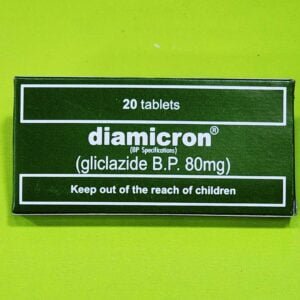 20 tablets
diamicron®
(BP Specifications)
(gliclazide B.P. 80mg)
Keep out of the reach of children